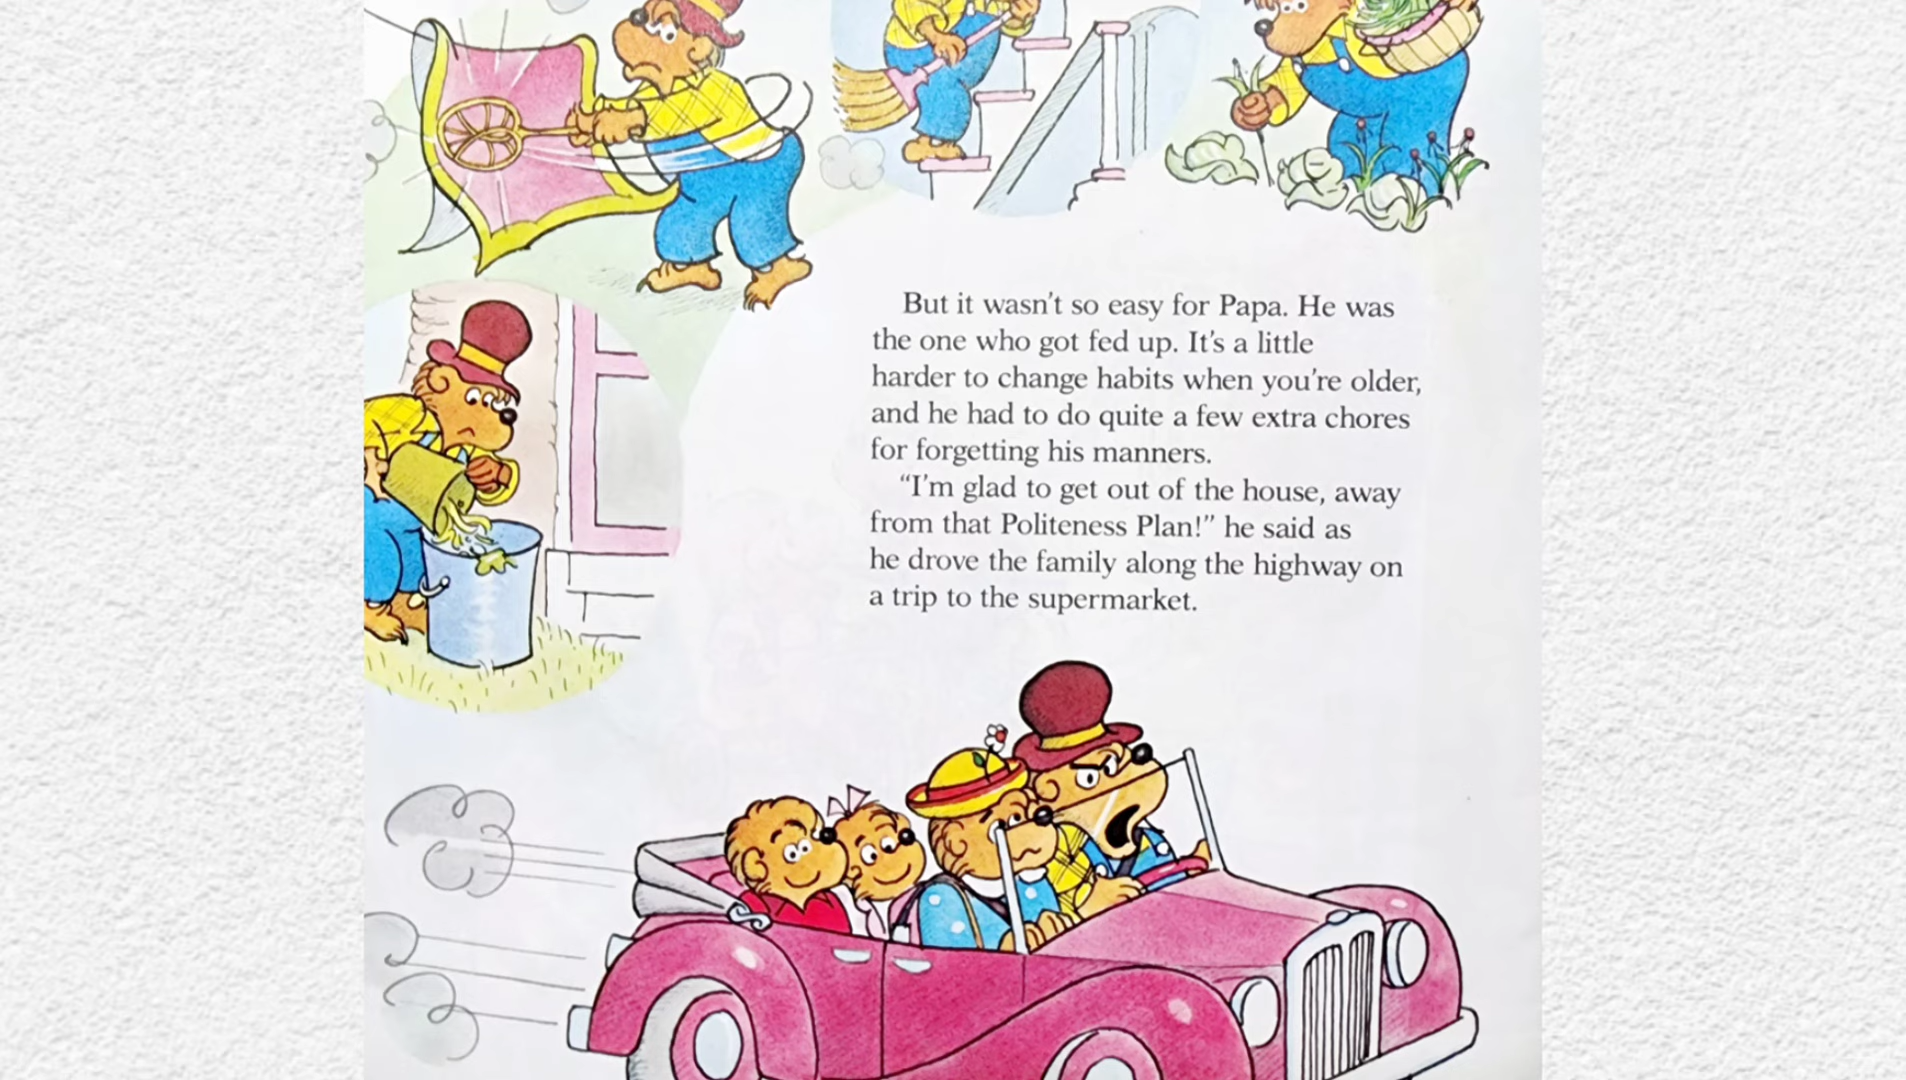 But it wasn't so easy for Papa. He was
the one who got fed up. It's a little
harder to change habits when you're older,
and he had to do quite a few extra chores
for forgetting his manners.
“I'm glad to get out of the house, away
from that Politeness Plan!” he said as
he drove the family along the highway on
a trip to the supermarket.